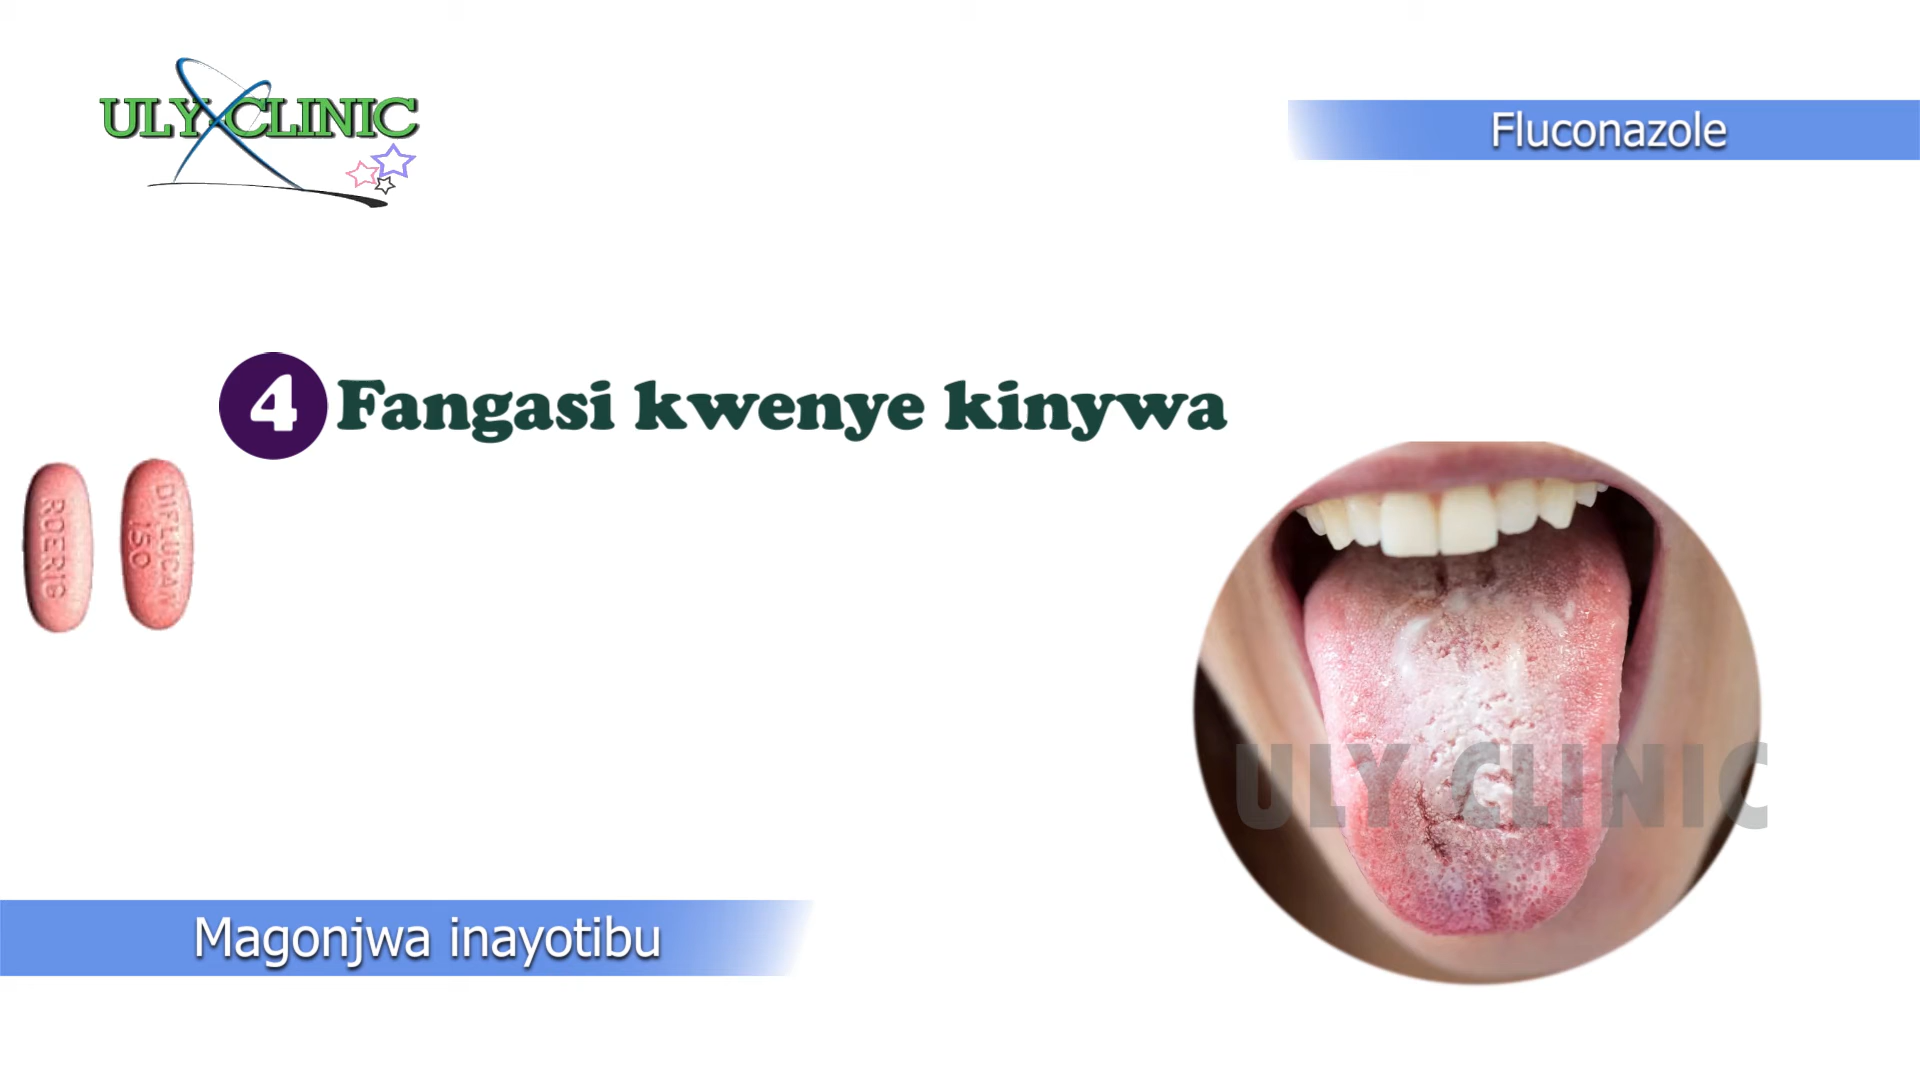 ULY CLINIC
Fluconazole
4 Fangasi kwenye kinywa
ROERIG
DIFLUCAN
150
ULY CLINIC
Magonjwa inayotibu